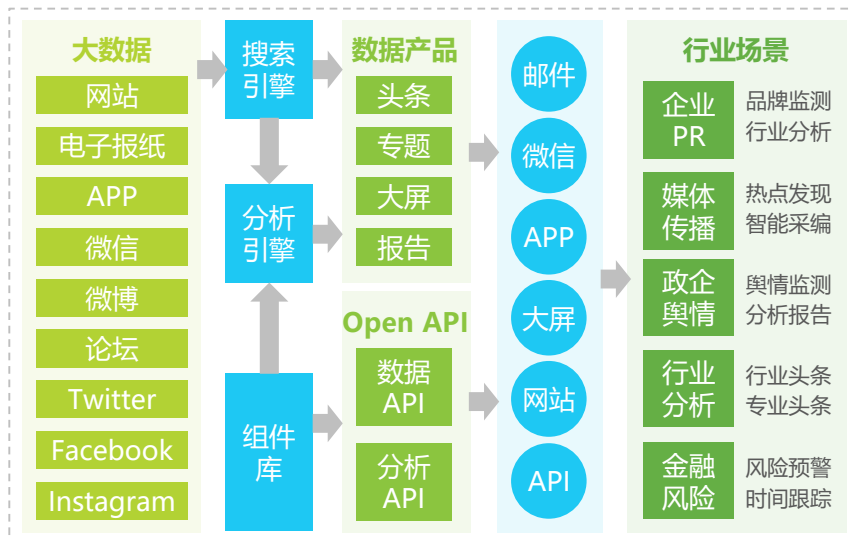 大数据
网站
电子报纸
APP
微信
微博
论坛
Twitter
Facebook
Instagram
搜索
引擎
分析
引擎
组件
库
数据产品
头条
专题
大屏
报告
Open API
数据
API
分析
API
邮件
微信
APP
大屏
网站
API
行业场景
企业
PR
品牌监测
行业分析
媒体
传播
热点发现
智能采编
政企
舆情
舆情监测
分析报告
行业
分析
行业头条
专业头条
金融
风险
风险预警
时间跟踪